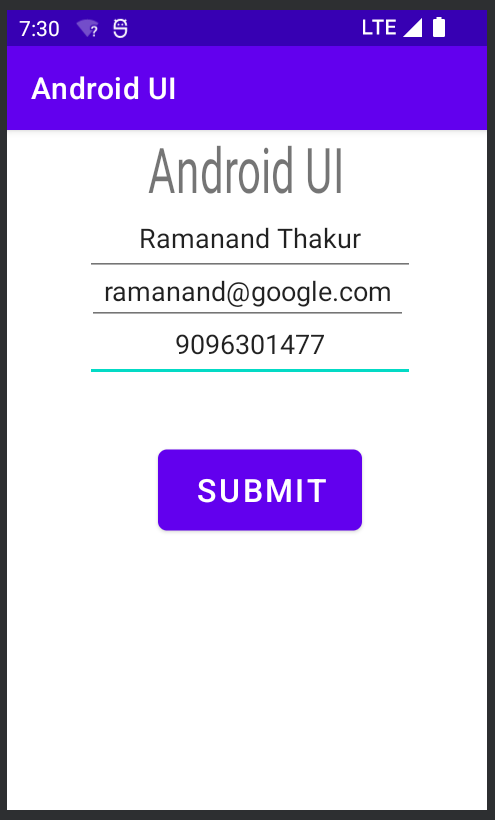 7:30 LTE
Android UI
Android UI
Ramanand Thakur
ramanand@google.com
9096301477
SUBMIT